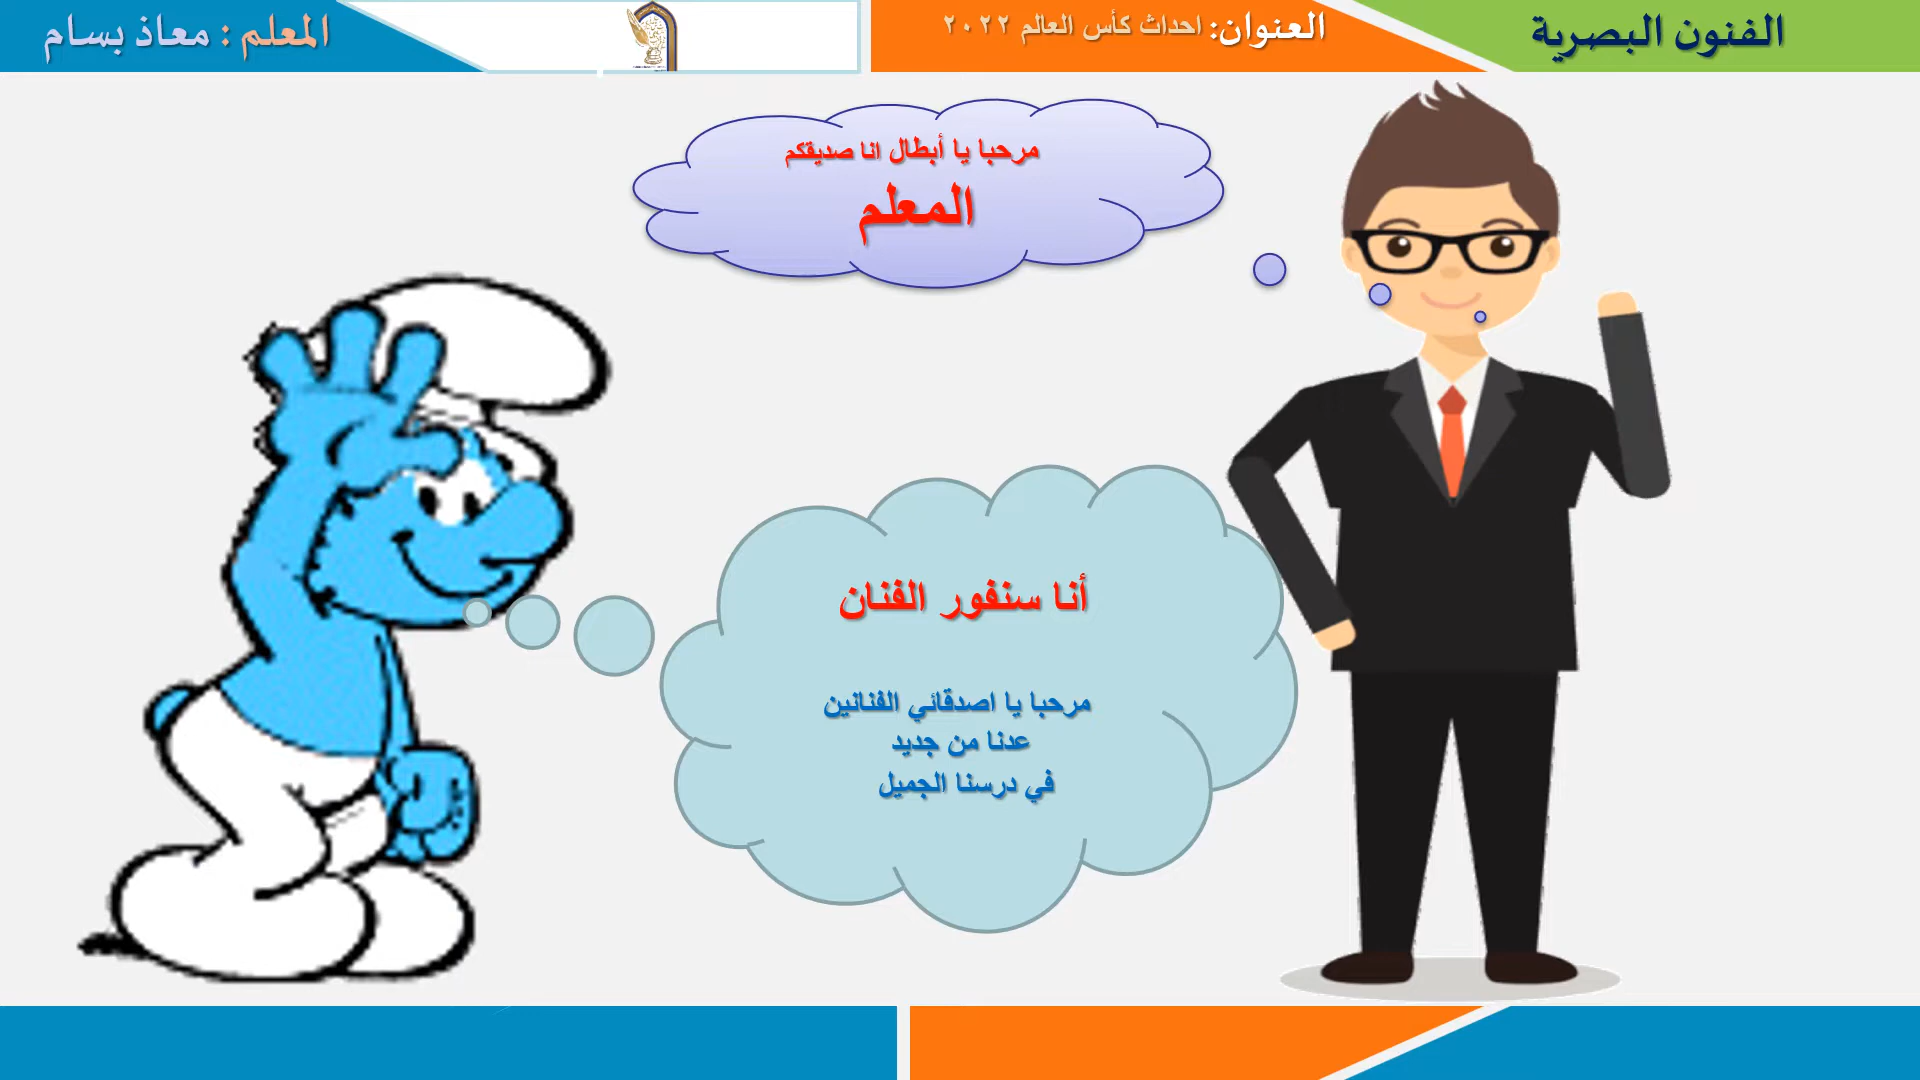 الفنون البصرية
العنوان: احداث كأس العالم ٢٠٢٢
المعلم : معاذ بسام
مرحبا يا أبطال انا صديقكم
المعلم
أنا سنفور الفنان
مرحبا يا اصدقائي الفنانين
عدنا من جديد
في درسنا الجميل